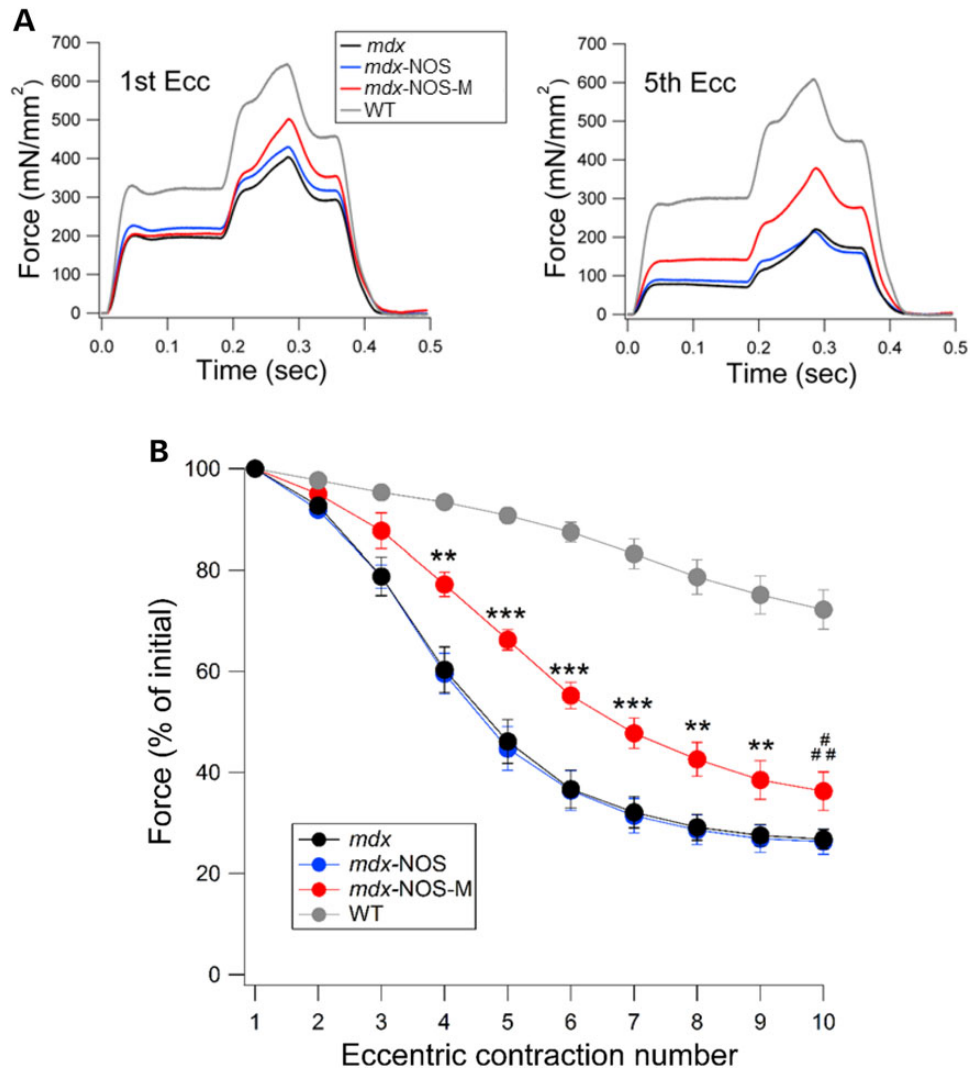 A
1st Ecc
mdx
mdx-NOS
mdx-NOS-M
WT
Force (mN/mm²)
700
600
500
400
300
200
100
0
0.0 0.1 0.2 0.3 0.4 0.5
Time (sec)
5th Ecc
Force (mN/mm²)
700
600
500
400
300
200
100
0
0.0 0.1 0.2 0.3 0.4 0.5
Time (sec)
B
Force (% of initial)
100
80
60
40
20
0
**
***
***
***
**
**
#
##
mdx
mdx-NOS
mdx-NOS-M
WT
1 2 3 4 5 6 7 8 9 10
Eccentric contraction number